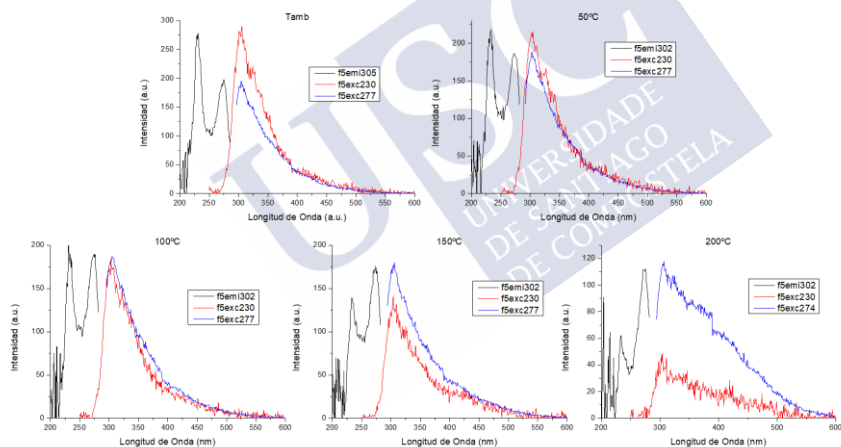 Tamb
300
250
200
150
100
50
0
Intensidad (a.u.)
f5emi305
f5exc230
f5exc277
200 250 300 350 400 450 500 550 600
Longitud de Onda (a.u.)
50ºC
200
150
100
50
0
Intensidad (a.u.)
f5emi302
f5exc230
f5exc277
200 250 300 350 400 450 500 550 600
Longitud de Onda (nm)
USC
UNIVERSIDADE
DE SANTIAGO
DE COMPOSTELA
100ºC
200
150
100
50
0
Intensidad (a.u.)
f5emi302
f5exc230
f5exc277
200 250 300 350 400 450 500 550 600
Longitud de Onda (nm)
150ºC
200
150
100
50
0
Intensidad (a.u.)
f5emi302
f5exc230
f5exc277
200 250 300 350 400 450 500 550 600
Longitud de Onda (nm)
200ºC
120
100
80
60
40
20
0
Intensidad (a.u.)
f5emi302
f5exc230
f5exc274
200 300 400 500 600
Longitud de Onda (nm)